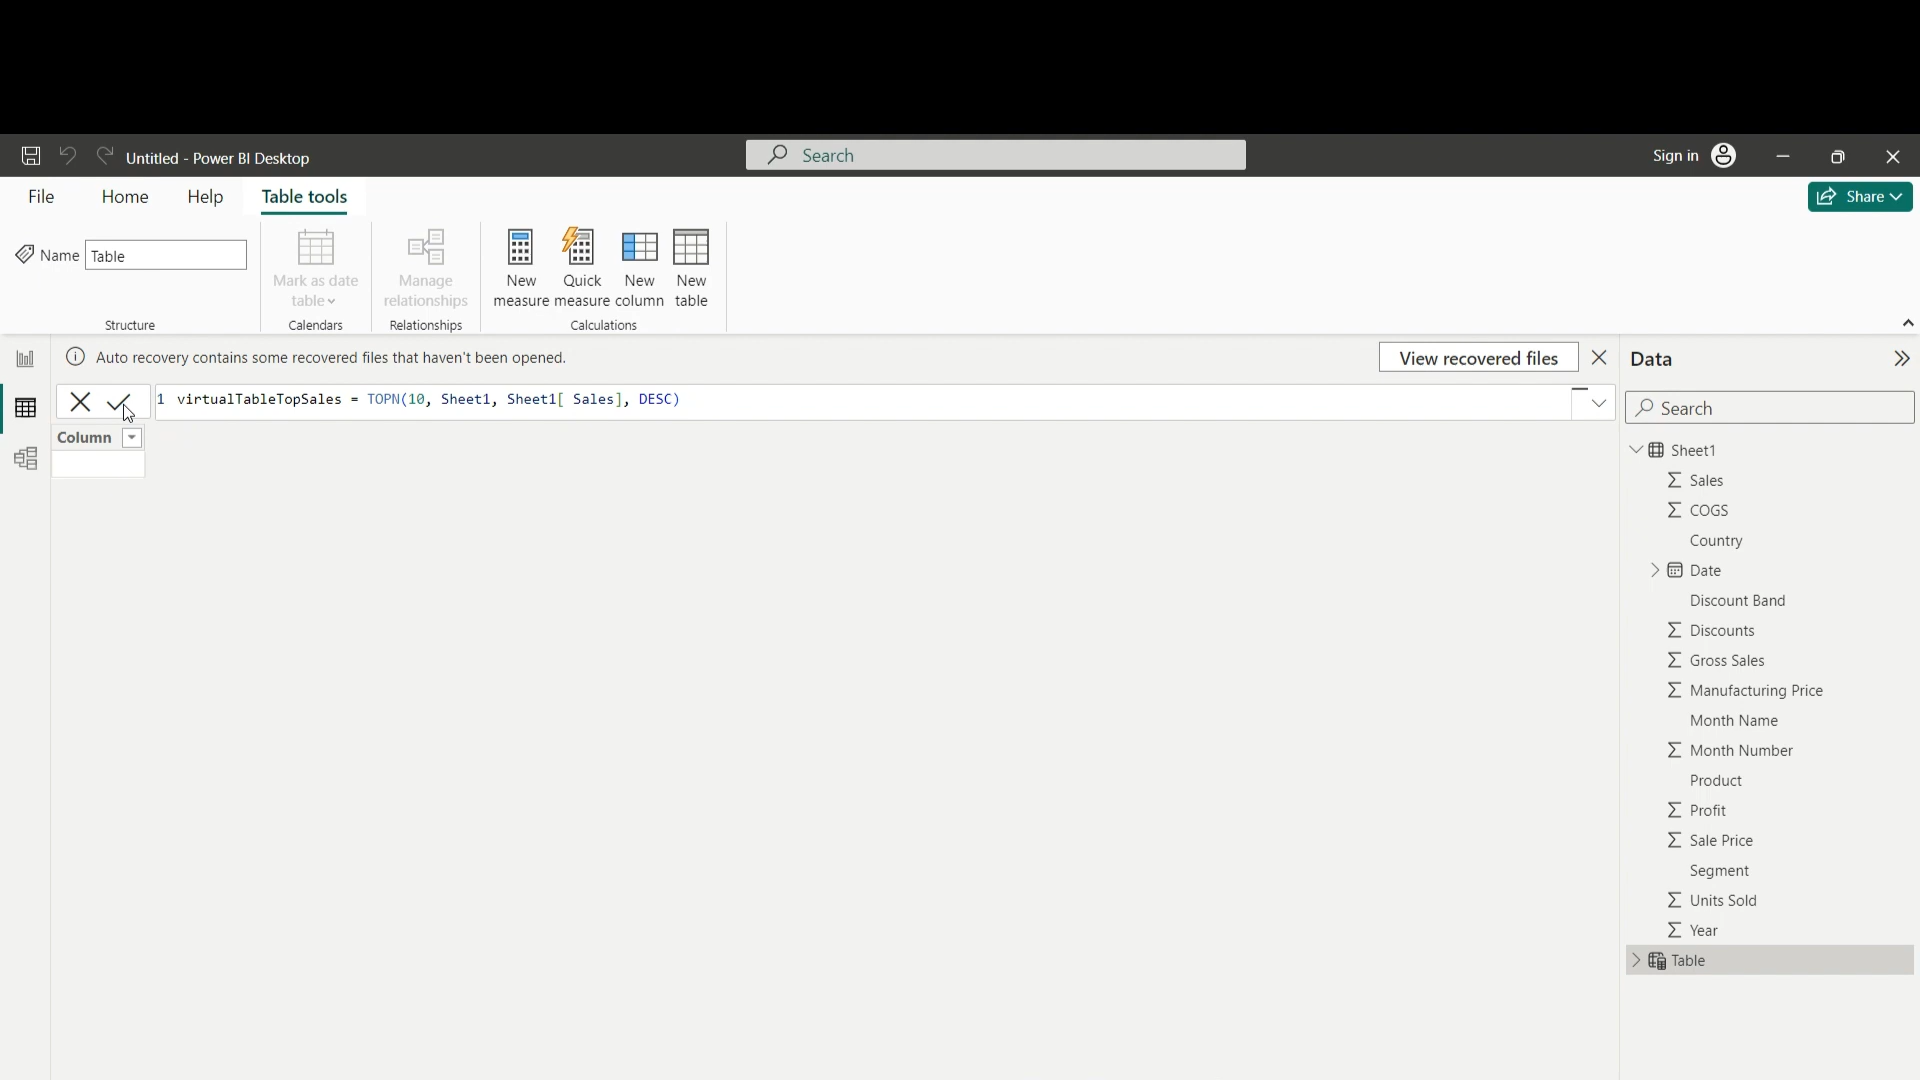 Untitled - Power BI Desktop
Search
Sign in
File Home Help Table tools
Share
Name Table
Mark as date table
Manage relationships
New measure
Quick measure
New column
New table
Structure
Calendars
Relationships
Calculations
Auto recovery contains some recovered files that haven't been opened.
View recovered files
1 virtualTableTopSales = TOPN(10, Sheet1, Sheet1[ Sales], DESC)
Column
Data
Search
Sheet1
Sales
COGS
Country
Date
Discount Band
Discounts
Gross Sales
Manufacturing Price
Month Name
Month Number
Product
Profit
Sale Price
Segment
Units Sold
Year
Table